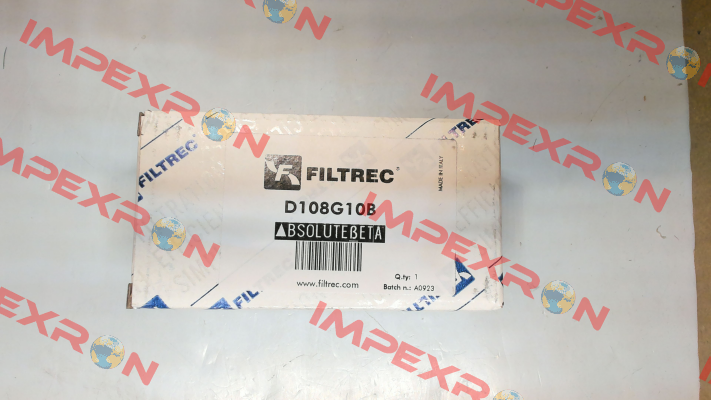 IMPEXRON
IMPEXRON
IMPEXRON
IMPEXRON
FILTREC
FILTREC®
MADE IN ITALY
D108G10B
ABSOLUTEBETA
www.filtrec.com
Q.ty: 1
Batch n.: A0923
FIL
IMPEXRON
IMPEXRON
IMPEXRON
IMPEXRON